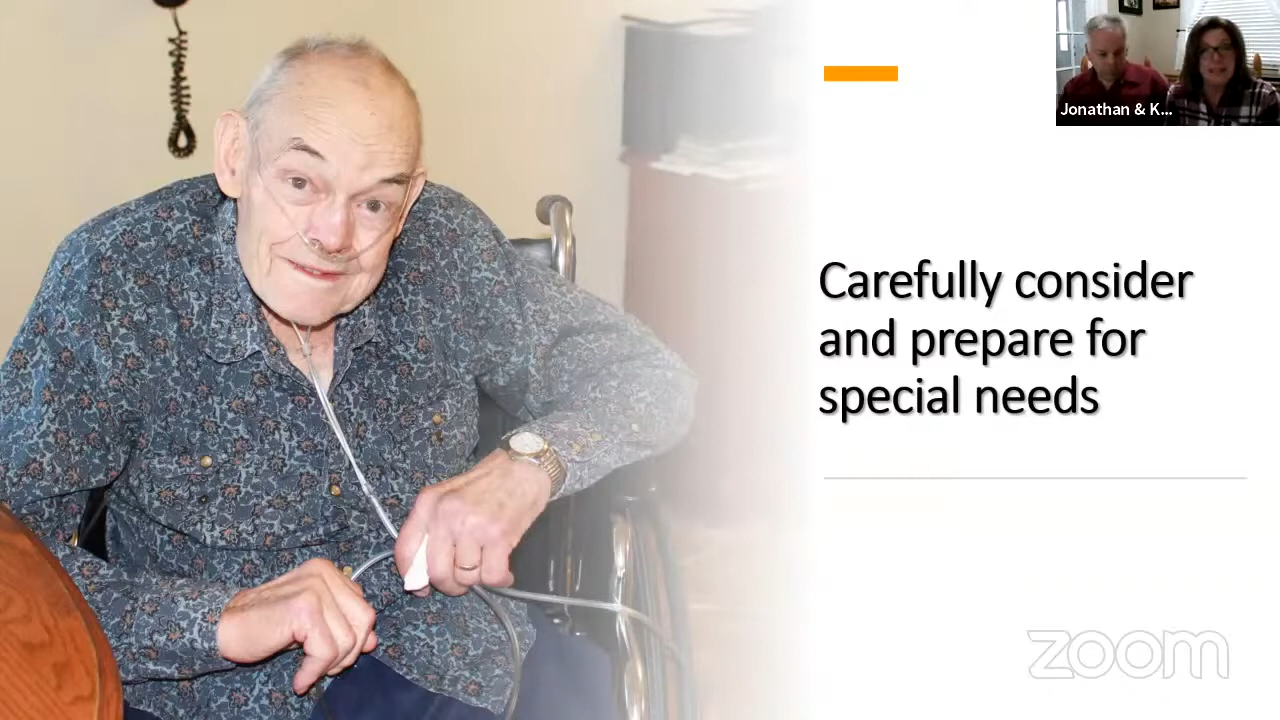 Jonathan & K...
Carefully consider
and prepare for
special needs
zoom